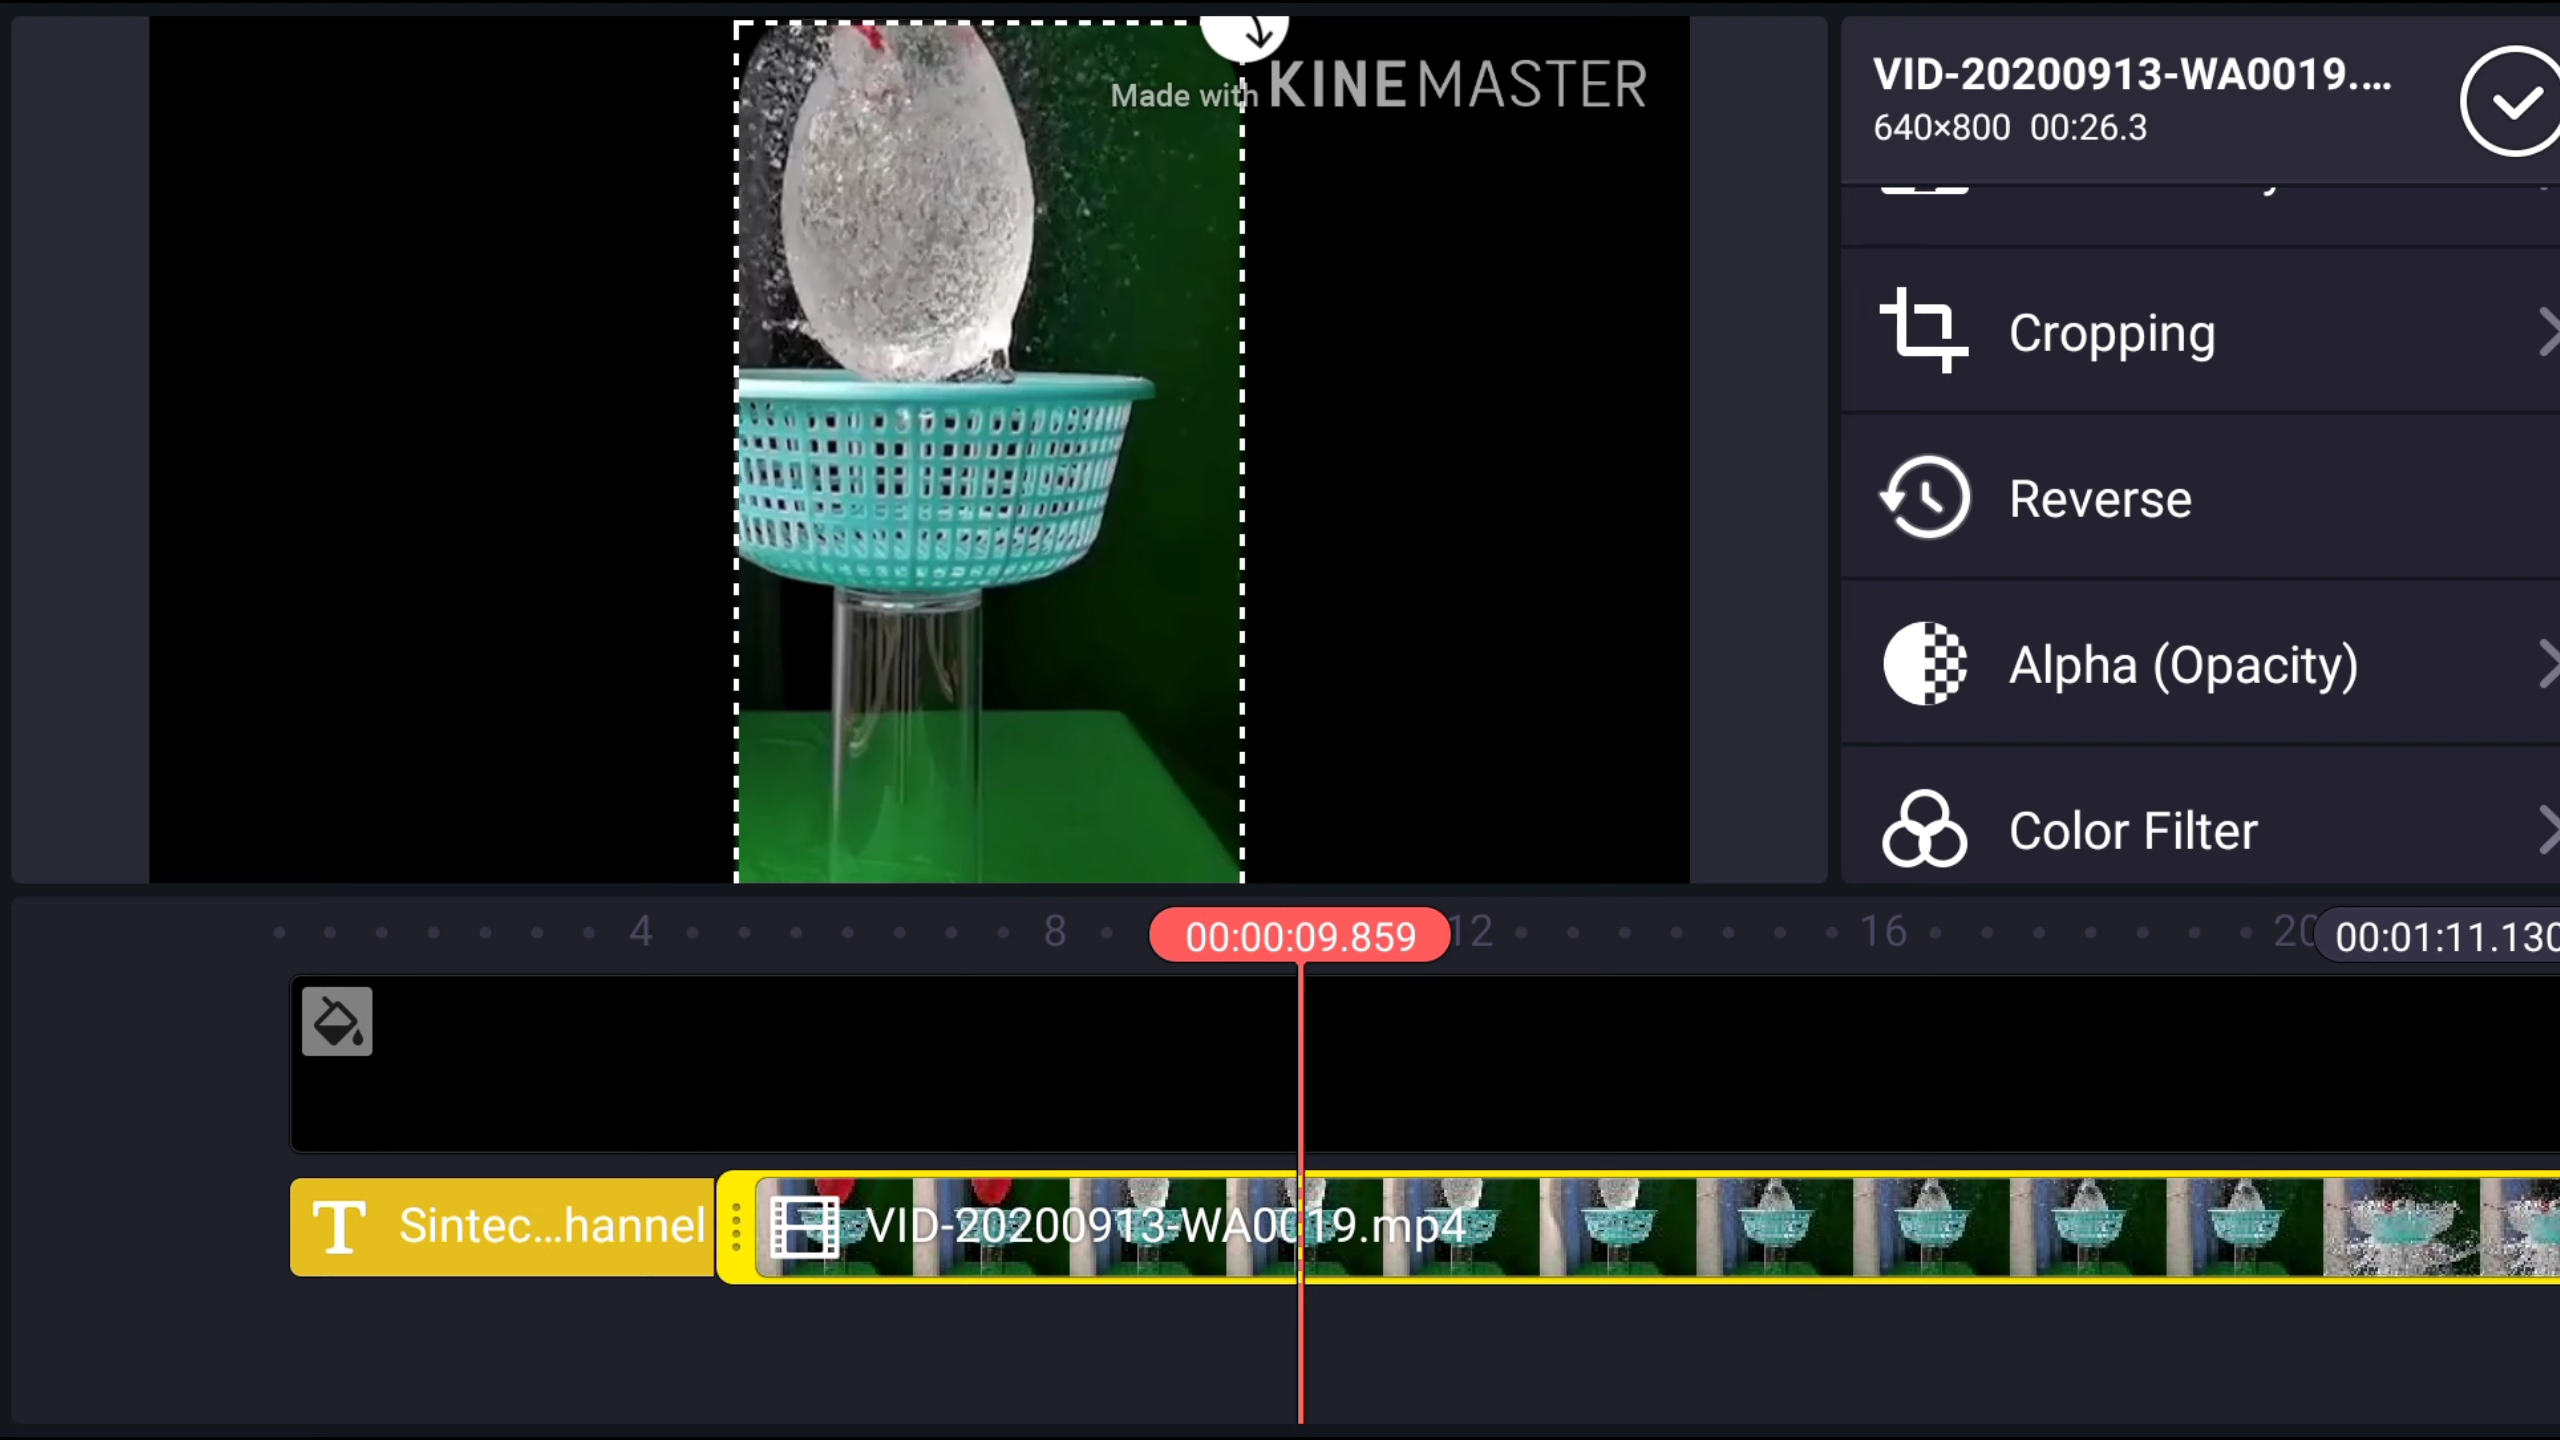 Made with KINEMASTER
VID-20200913-WA0019....
640×800 00:26.3
Cropping
Reverse
Alpha (Opacity)
Color Filter
4 8 00:00:09.859 12 16 20 00:01:11.130
T Sintec...hannel VID-20200913-WA0019.mp4